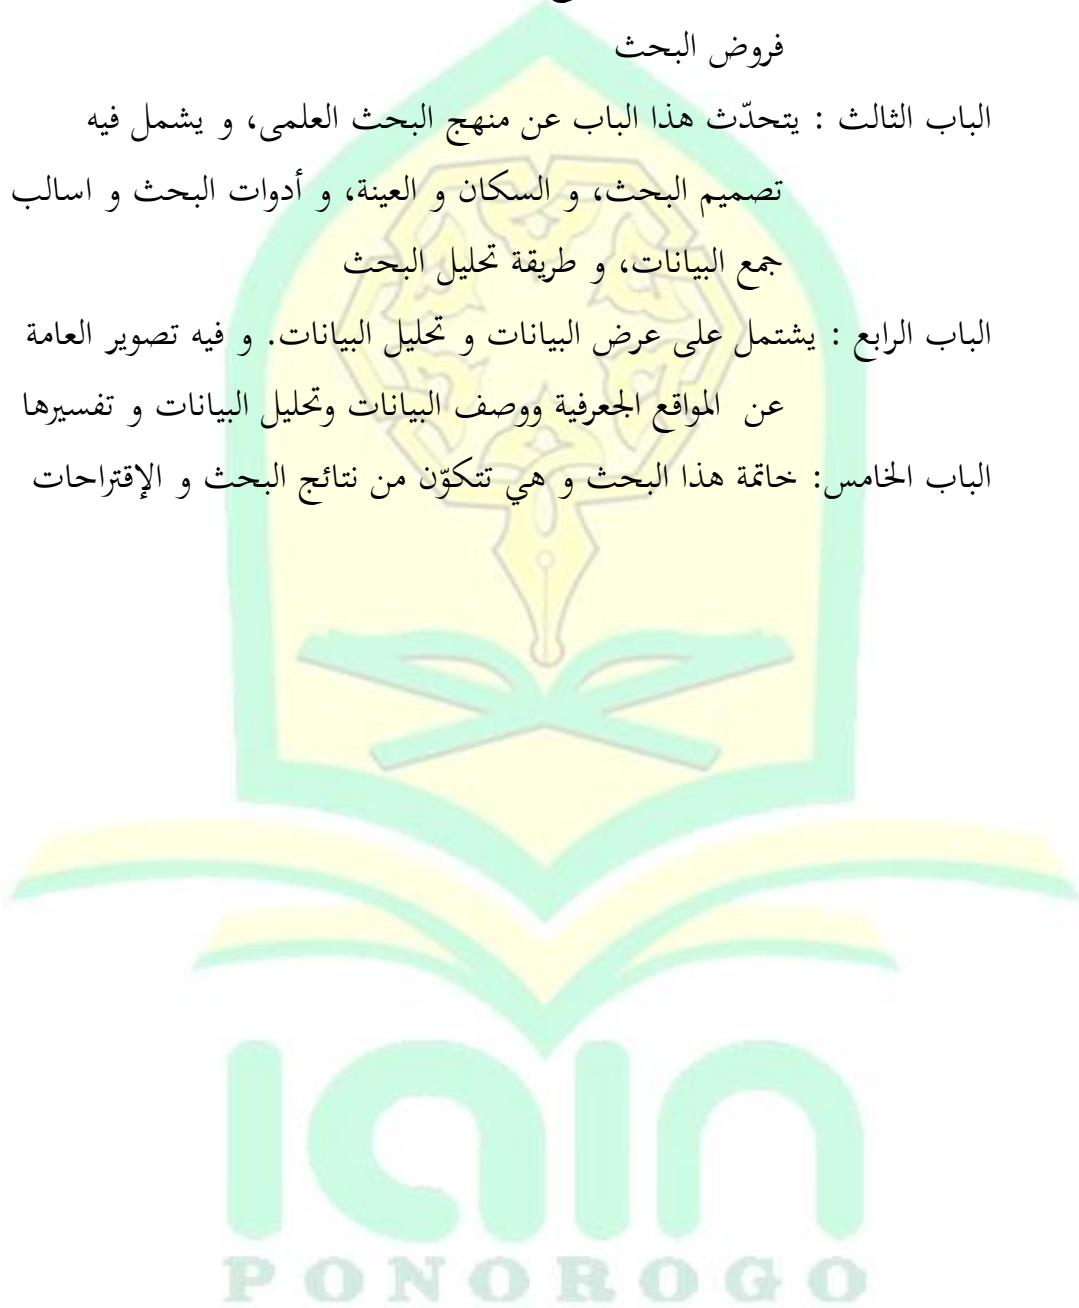 فروض البحث
الباب الثالث : يتحدّث هذا الباب عن منهج البحث العلمى، و يشمل فيه
تصميم البحث، و السكان و العينة، و أدوات البحث و اسالب
جمع البيانات، و طريقة تحليل البحث
الباب الرابع : يشتمل على عرض البيانات و تحليل البيانات. و فيه تصوير العامة
عن المواقع الجعرفية ووصف البيانات وتحليل البيانات و تفسيرها
الباب الخامس: خاتمة هذا البحث و هي تتكوّن من نتائج البحث و الإقتراحات
iain
PONOROGO